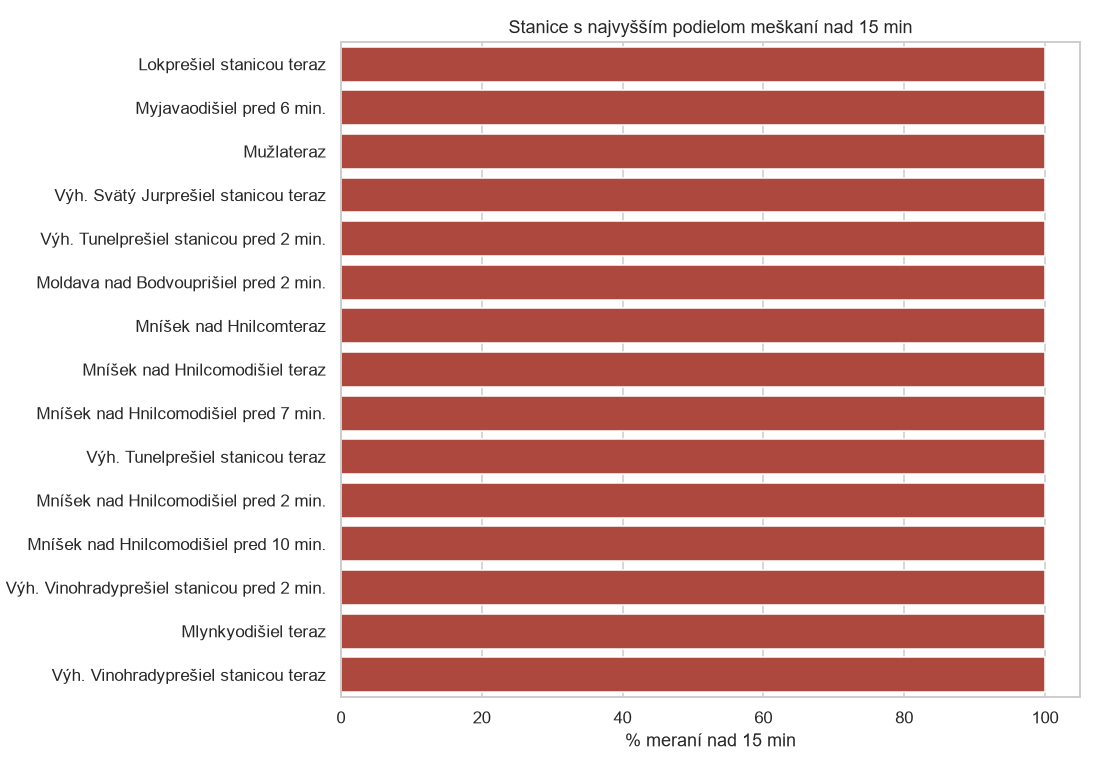 Stanice s najvyšším podielom meškaní nad 15 min
Lokprešiel stanicou teraz
Myjavaodišiel pred 6 min.
Mužlateraz
Výh. Svätý Jurprešiel stanicou teraz
Výh. Tunelprešiel stanicou pred 2 min.
Moldava nad Bodvouprišiel pred 2 min.
Mníšek nad Hnilcomteraz
Mníšek nad Hnilcomodišiel teraz
Mníšek nad Hnilcomodišiel pred 7 min.
Výh. Tunelprešiel stanicou teraz
Mníšek nad Hnilcomodišiel pred 2 min.
Mníšek nad Hnilcomodišiel pred 10 min.
Výh. Vinohradyprešiel stanicou pred 2 min.
Mlynkyodišiel teraz
Výh. Vinohradyprešiel stanicou teraz
0 20 40 60 80 100
% meraní nad 15 min